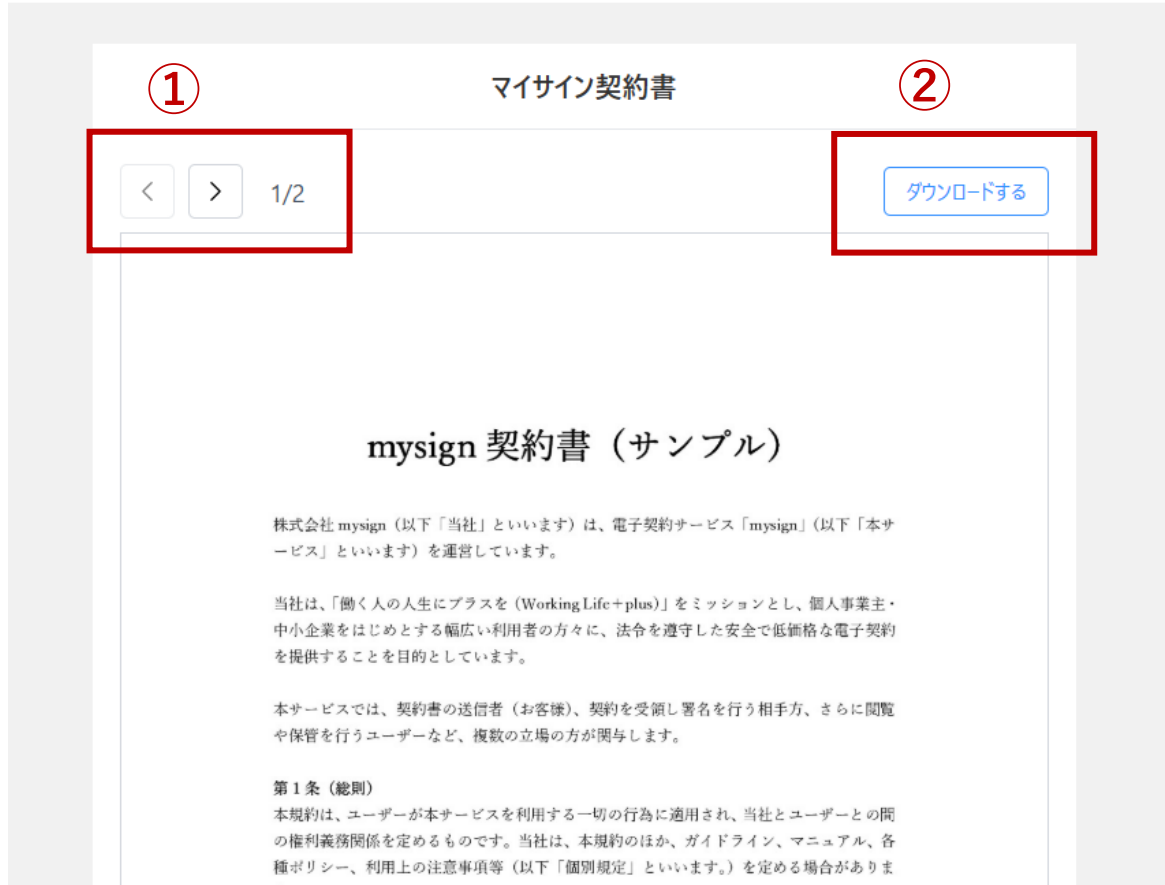 ①
マイサイン契約書
②
< > 1/2
ダウンロードする
mysign 契約書（サンプル）
株式会社 mysign（以下「当社」といいます）は、電子契約サービス「mysign」（以下「本サ
ービス」といいます）を運営しています。
当社は、「働く人の人生にプラスを（Working Life+plus）」をミッションとし、個人事業主・
中小企業をはじめとする幅広い利用者の方々に、法令を遵守した安全で低価格な電子契約
を提供することを目的としています。
本サービスでは、契約書の送信者（お客様）、契約を受領し署名を行う相手方、さらに閲覧
や保管を行うユーザーなど、複数の立場の方が関与します。
第 1 条（総則）
本規約は、ユーザーが本サービスを利用する一切の行為に適用され、当社とユーザーとの間
の権利義務関係を定めるものです。当社は、本規約のほか、ガイドライン、マニュアル、各
種ポリシー、利用上の注意事項等（以下「個別規定」といいます。）を定める場合がありま